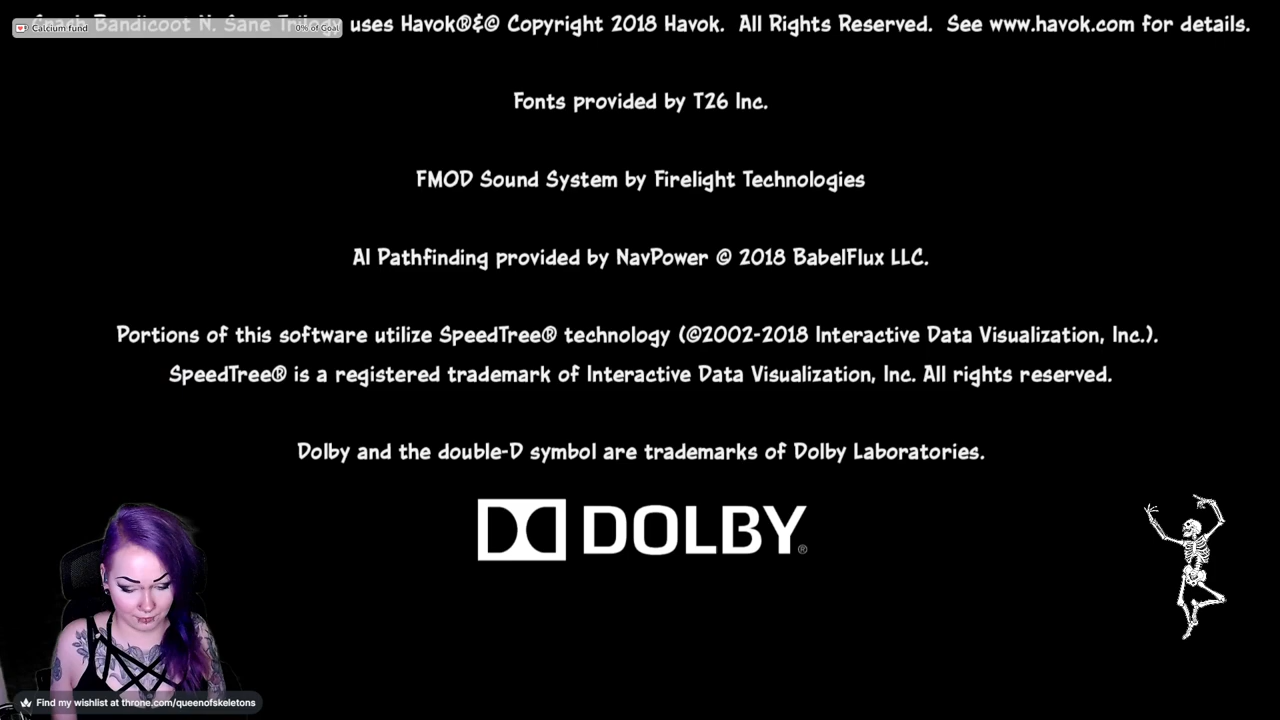 Crash Bandicoot N. Sane Trilogy uses Havok®&© Copyright 2018 Havok. All Rights Reserved. See www.havok.com for details.
Calcium fund 0% of Goal
Fonts provided by T26 Inc.
FMOD Sound System by Firelight Technologies
AI Pathfinding provided by NavPower © 2018 BabelFlux LLC.
Portions of this software utilize SpeedTree® technology (©2002-2018 Interactive Data Visualization, Inc.).
SpeedTree® is a registered trademark of Interactive Data Visualization, Inc. All rights reserved.
Dolby and the double-D symbol are trademarks of Dolby Laboratories.
DOLBY®
Find my wishlist at throne.com/queenofskeletons